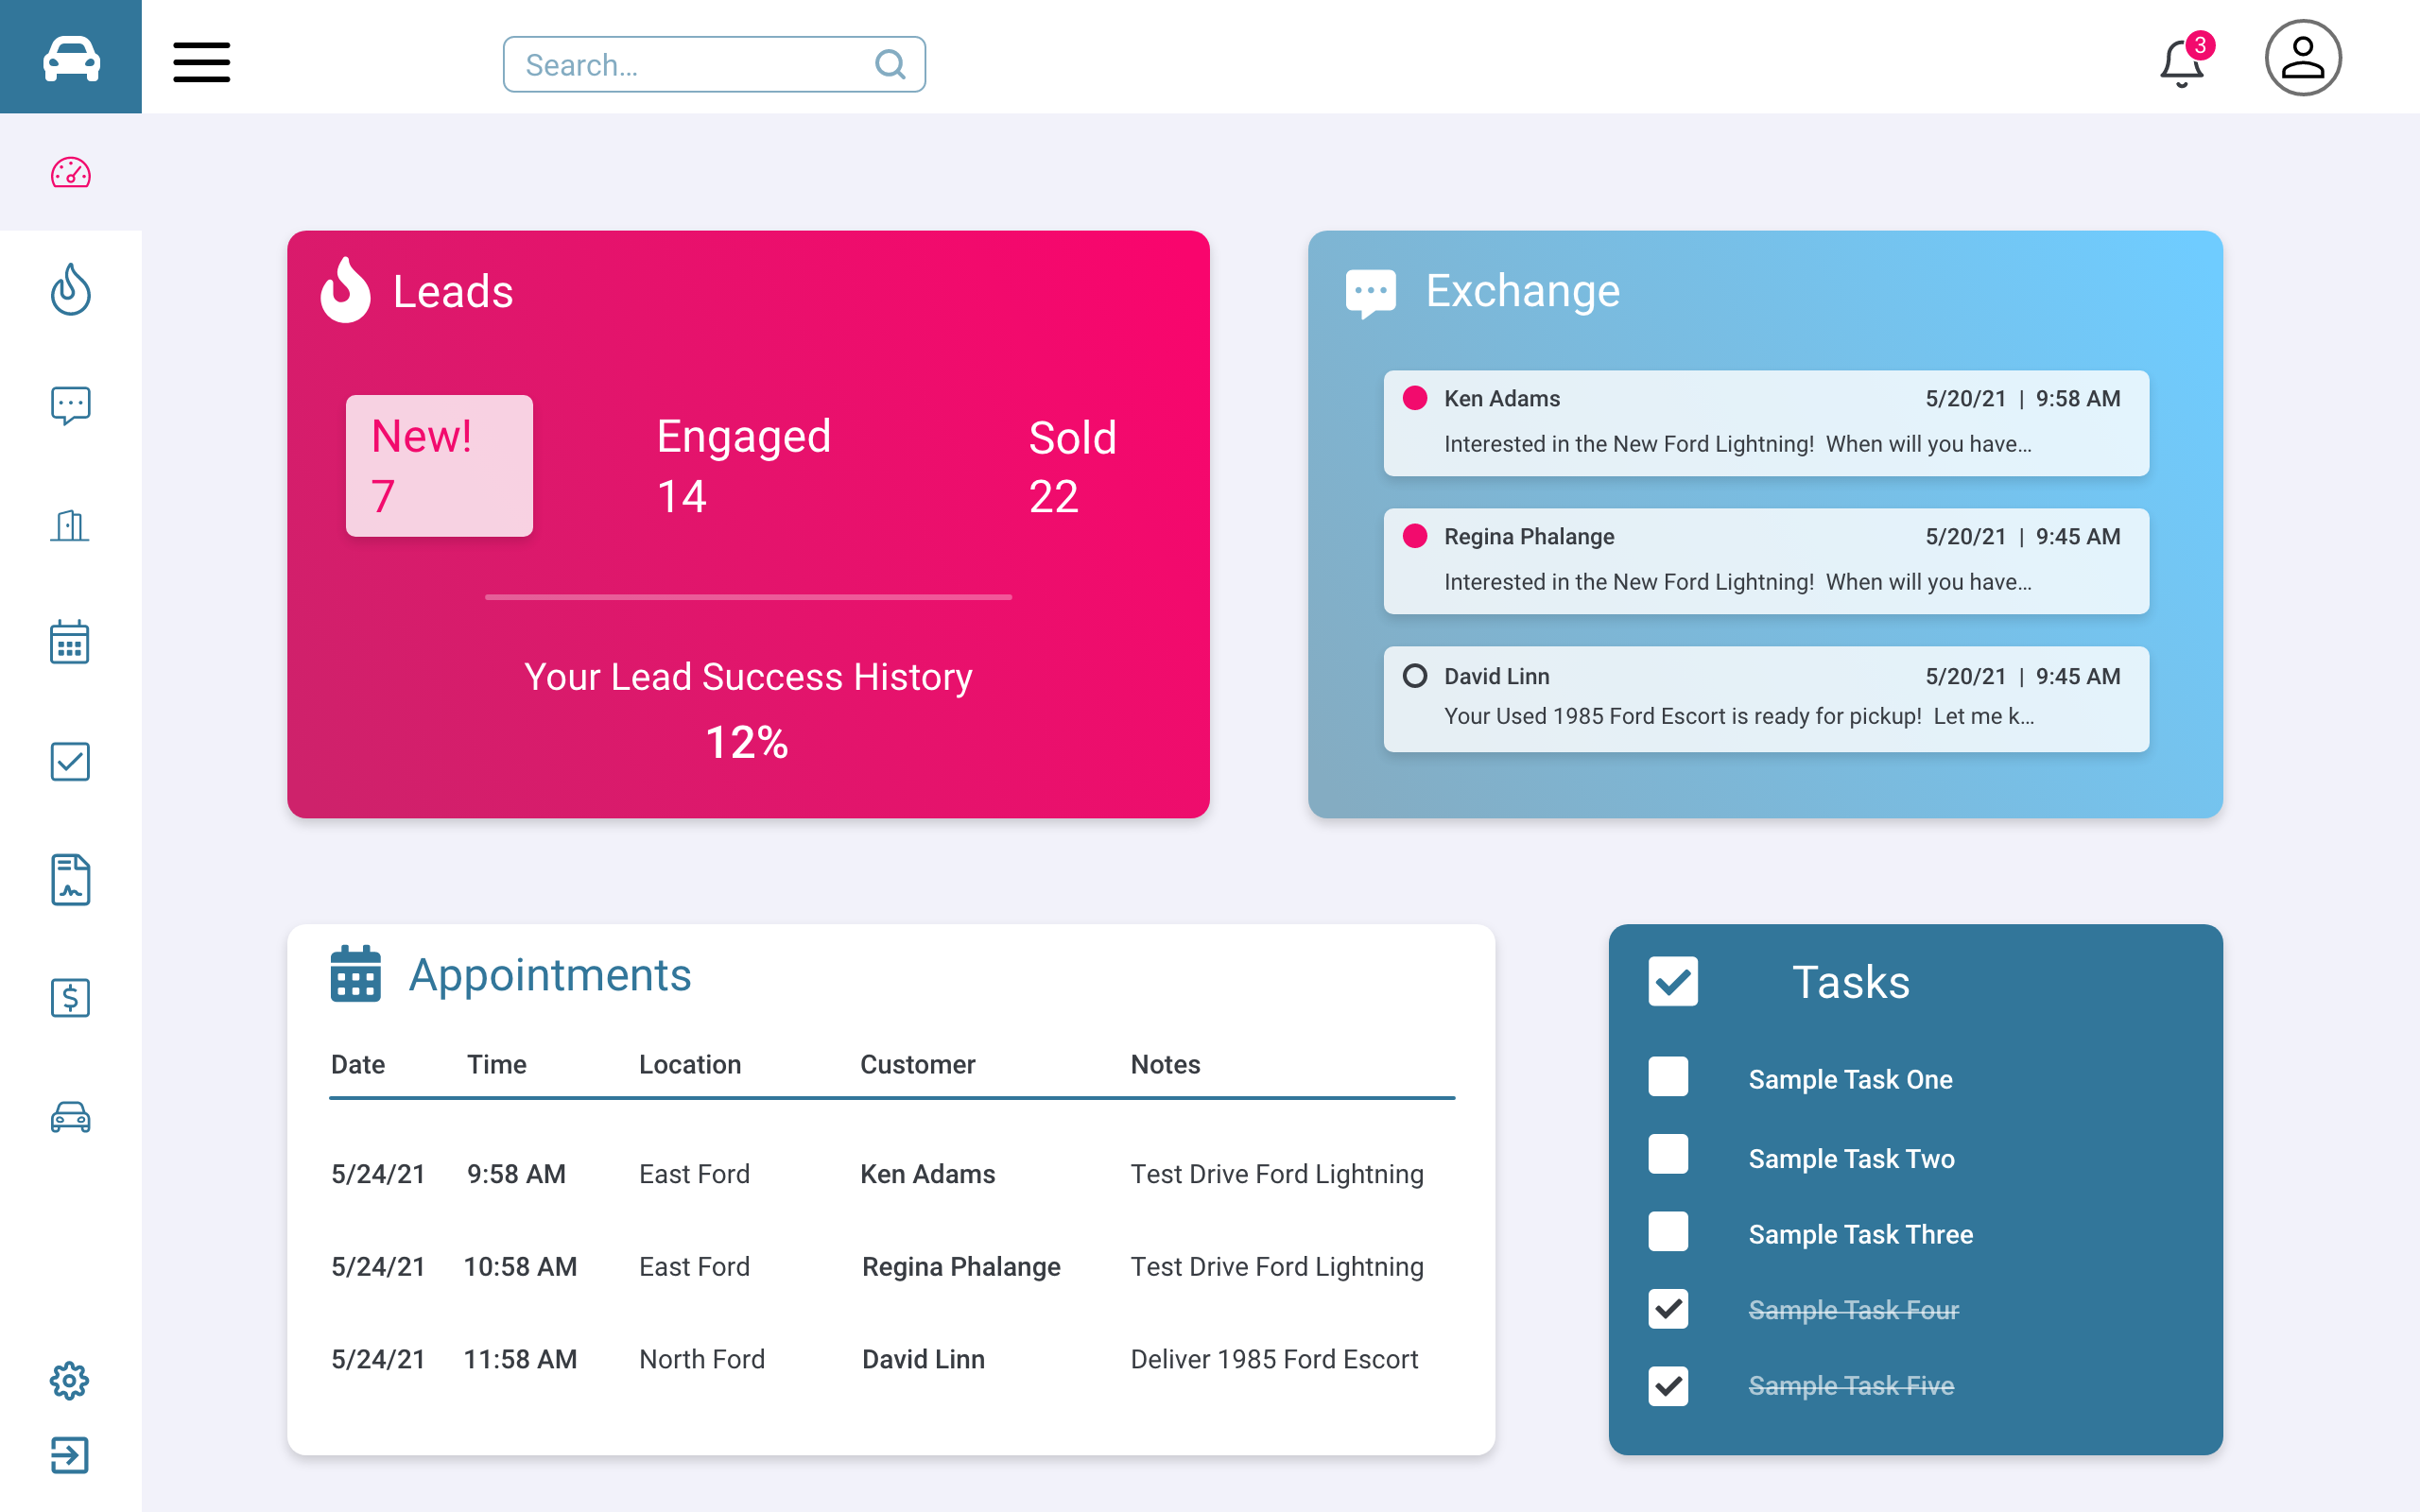 Search...
3
Leads
New!
7
Engaged
14
Sold
22
Your Lead Success History
12%
Exchange
Ken Adams 5/20/21 | 9:58 AM
Interested in the New Ford Lightning! When will you have...
Regina Phalange 5/20/21 | 9:45 AM
Interested in the New Ford Lightning! When will you have...
David Linn 5/20/21 | 9:45 AM
Your Used 1985 Ford Escort is ready for pickup! Let me k...
Appointments
Date Time Location Customer Notes
5/24/21 9:58 AM East Ford Ken Adams Test Drive Ford Lightning
5/24/21 10:58 AM East Ford Regina Phalange Test Drive Ford Lightning
5/24/21 11:58 AM North Ford David Linn Deliver 1985 Ford Escort
Tasks
Sample Task One
Sample Task Two
Sample Task Three
Sample Task Four
Sample Task Five